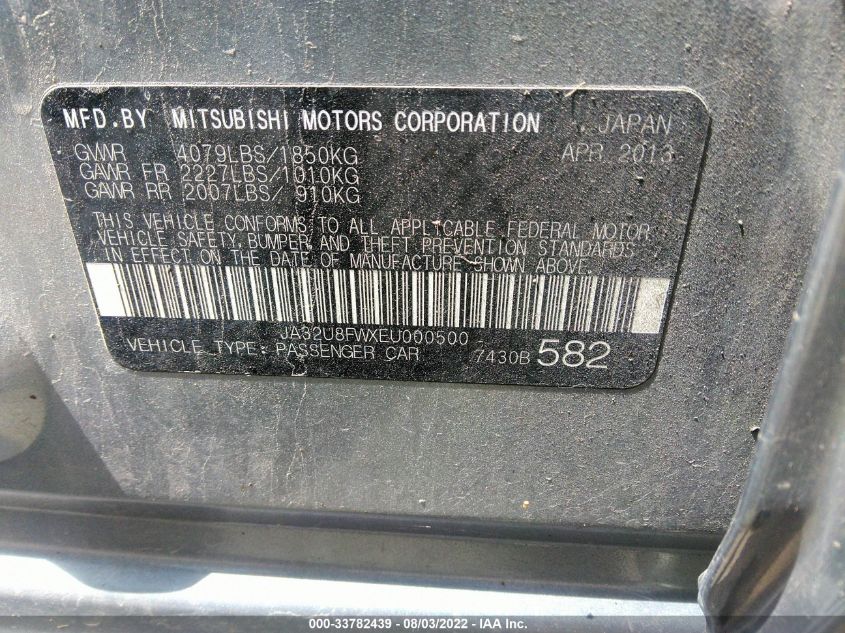 MFD.BY MITSUBISHI MOTORS CORPORATION JAPAN
GVWR 4079LBS/1850KG APR 2013
GAWR FR 2227LBS/1010KG
GAWR RR 2007LBS/ 910KG
THIS VEHICLE CONFORMS TO ALL APPLICABLE FEDERAL MOTOR
VEHICLE SAFETY, BUMPER, AND THEFT PREVENTION STANDARDS
IN EFFECT ON THE DATE OF MANUFACTURE SHOWN ABOVE.
JA32U8FWXEU000500
VEHICLE TYPE: PASSENGER CAR 7430B 582
000-33782439 - 08/03/2022 - IAA Inc.